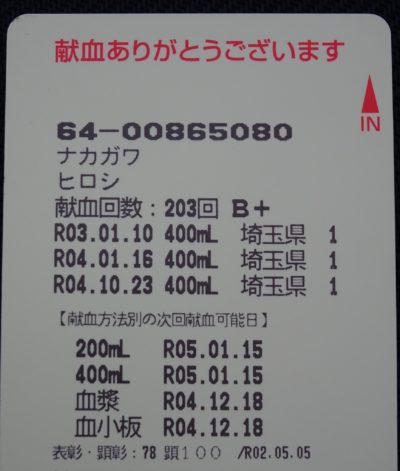 献血ありがとうございます
IN
64-00865080
ナカガワ
ヒロシ
献血回数:203回 B+
R03.01.10 400mL 埼玉県 1
R04.01.16 400mL 埼玉県 1
R04.10.23 400mL 埼玉県 1
【献血方法別の次回献血可能日】
200mL R05.01.15
400mL R05.01.15
血漿 R04.12.18
血小板 R04.12.18
表彰・顕彰:78 顕100 /R02.05.05